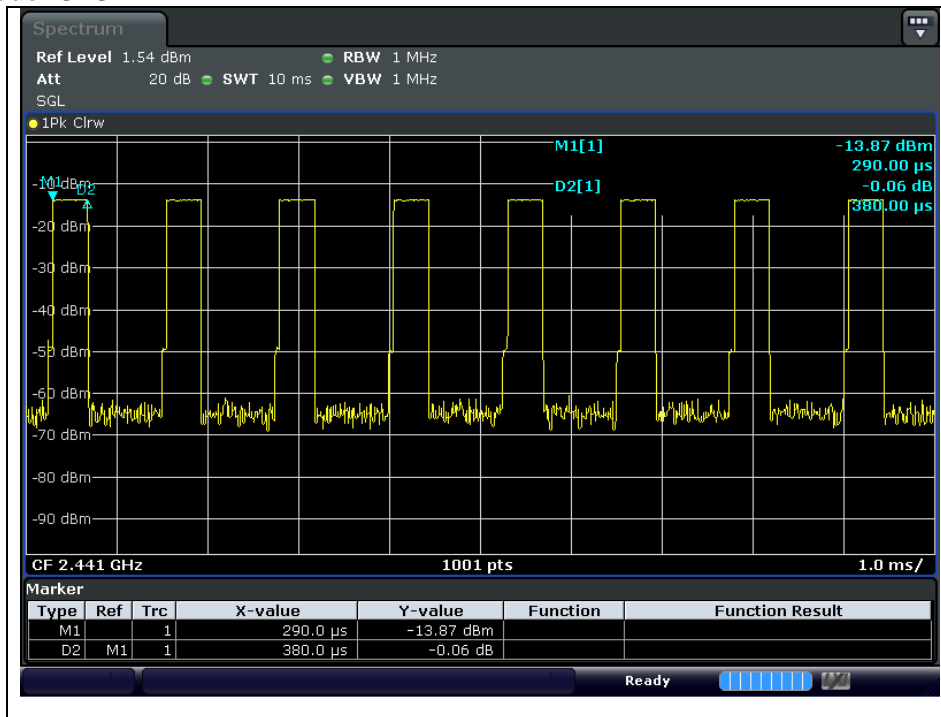 Spectrum
Ref Level 1.54 dBm RBW 1 MHz
Att 20 dB SWT 10 ms VBW 1 MHz
SGL
1Pk Clrw
M1[1] -13.87 dBm
290.00 µs
D2[1] -0.06 dB
380.00 µs
M1
D2
-10 dBm
-20 dBm
-30 dBm
-40 dBm
-50 dBm
-60 dBm
-70 dBm
-80 dBm
-90 dBm
CF 2.441 GHz 1001 pts 1.0 ms/
Marker
Type Ref Trc X-value Y-value Function Function Result
M1 1 290.0 µs -13.87 dBm
D2 M1 1 380.0 µs -0.06 dB
Ready